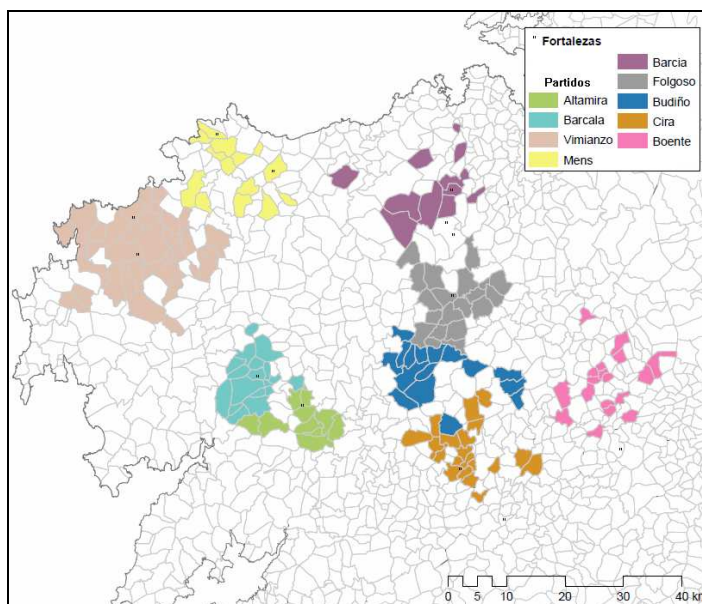 " Fortalezas
Partidos
Altamira
Barcala
Vimianzo
Mens
Barcia
Folgoso
Budiño
Cira
Boente
0 5 10 20 30 40 km